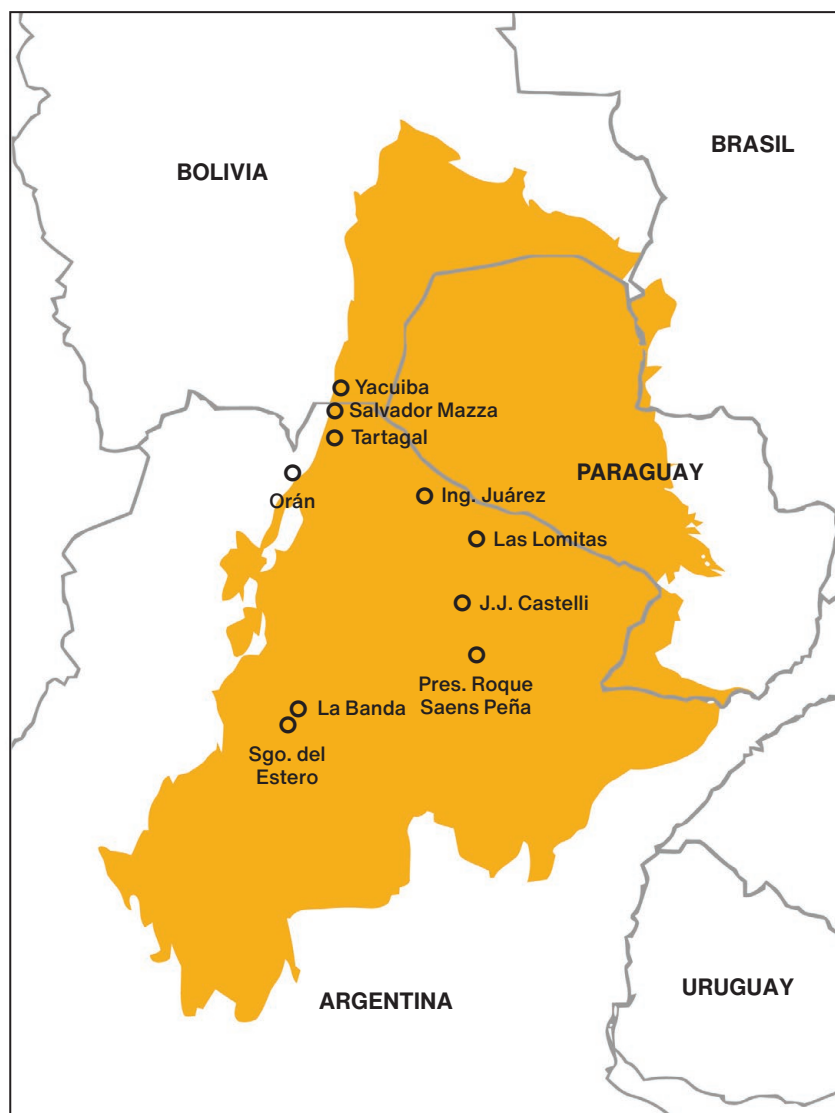 BRASIL
BOLIVIA
Yacuiba
Salvador Mazza
Tartagal
PARAGUAY
Orán
Ing. Juárez
Las Lomitas
J.J. Castelli
Pres. Roque
Saens Peña
La Banda
Sgo. del
Estero
ARGENTINA
URUGUAY